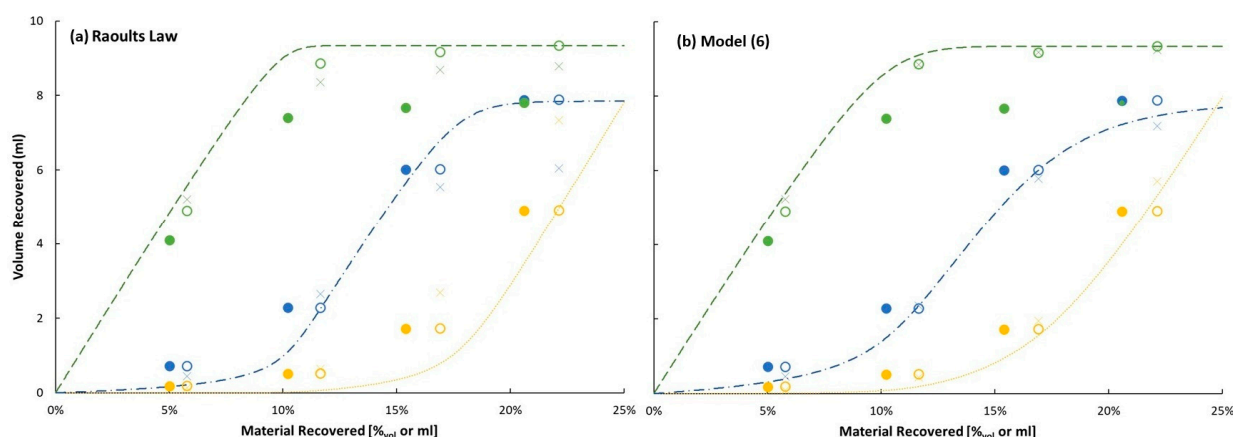 (a) Raoults Law
(b) Model (6)
Volume Recovered (ml)
10
8
6
4
2
0
0% 5% 10% 15% 20% 25%
0% 5% 10% 15% 20% 25%
Material Recovered [%vol or ml]
Material Recovered [%vol or ml]